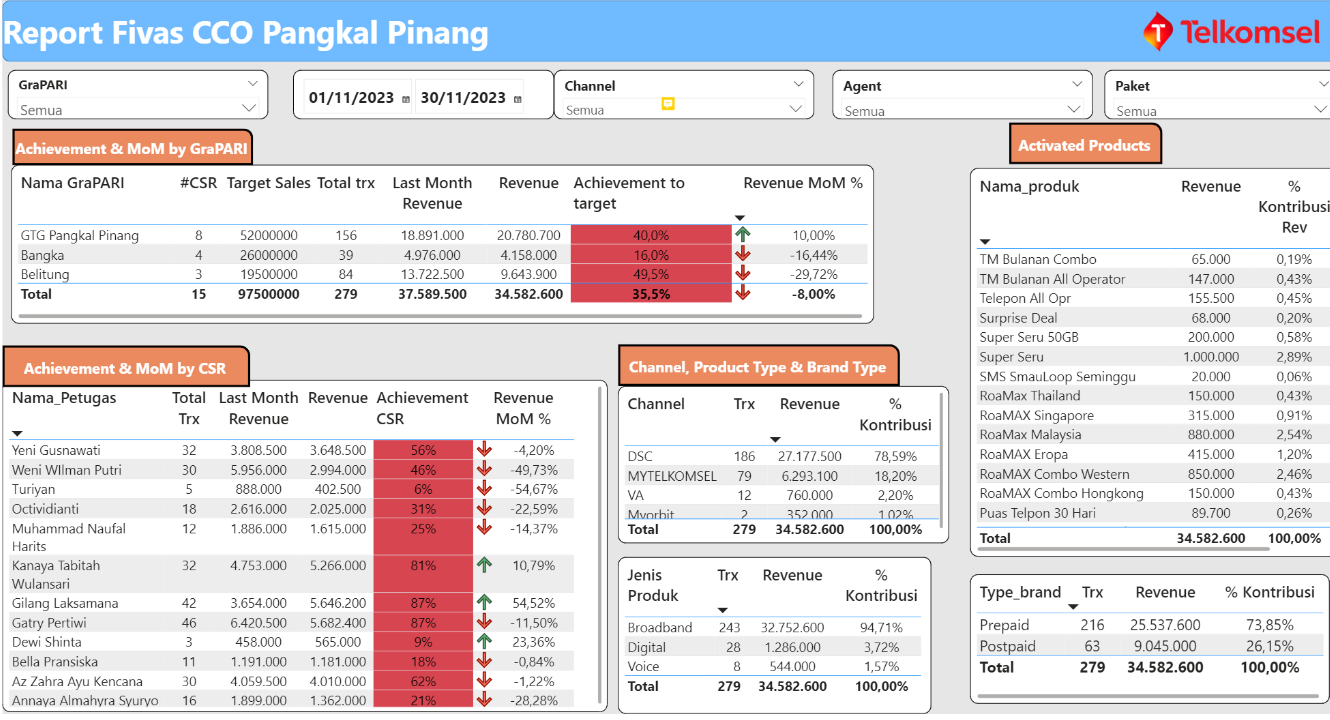 Report Fivas CCO Pangkal Pinang
Telkomsel
GraPARI
Semua
01/11/2023 30/11/2023
Channel
Semua
Agent
Semua
Paket
Semua
Achievement & MoM by GraPARI
Nama GraPARI #CSR Target Sales Total trx Last Month Revenue Achievement to Revenue MoM %
Revenue target
GTG Pangkal Pinang 8 52000000 156 18.891.000 20.780.700 40,0% 10,00%
Bangka 4 26000000 39 4.976.000 4.158.000 16,0% -16,44%
Belitung 3 19500000 84 13.722.500 9.643.900 49,5% -29,72%
Total 15 97500000 279 37.589.500 34.582.600 35,5% -8,00%
Achievement & MoM by CSR
Nama_Petugas Total Last Month Revenue Achievement Revenue
Trx Revenue CSR MoM %
Yeni Gusnawati 32 3.808.500 3.648.500 56% -4,20%
Weni WIlman Putri 30 5.956.000 2.994.000 46% -49,73%
Turiyan 5 888.000 402.500 6% -54,67%
Octividianti 18 2.616.000 2.025.000 31% -22,59%
Muhammad Naufal 12 1.886.000 1.615.000 25% -14,37%
Harits
Kanaya Tabitah 32 4.753.000 5.266.000 81% 10,79%
Wulansari
Gilang Laksamana 42 3.654.000 5.646.200 87% 54,52%
Gatry Pertiwi 46 6.420.500 5.682.400 87% -11,50%
Dewi Shinta 3 458.000 565.000 9% 23,36%
Bella Pransiska 11 1.191.000 1.181.000 18% -0,84%
Az Zahra Ayu Kencana 30 4.059.500 4.010.000 62% -1,22%
Annaya Almahyra Syuryo 16 1.899.000 1.362.000 21% -28,28%
Channel, Product Type & Brand Type
Channel Trx Revenue %
Kontribusi
DSC 186 27.177.500 78,59%
MYTELKOMSEL 79 6.293.100 18,20%
VA 12 760.000 2,20%
Myorbit 2 352.000 1,02%
Total 279 34.582.600 100,00%
Jenis Trx Revenue %
Produk Kontribusi
Broadband 243 32.752.600 94,71%
Digital 28 1.286.000 3,72%
Voice 8 544.000 1,57%
Total 279 34.582.600 100,00%
Activated Products
Nama_produk Revenue %
Kontribusi
Rev
TM Bulanan Combo 65.000 0,19%
TM Bulanan All Operator 147.000 0,43%
Telepon All Opr 155.500 0,45%
Surprise Deal 68.000 0,20%
Super Seru 50GB 200.000 0,58%
Super Seru 1.000.000 2,89%
SMS SmauLoop Seminggu 20.000 0,06%
RoaMax Thailand 150.000 0,43%
RoaMAX Singapore 315.000 0,91%
RoaMax Malaysia 880.000 2,54%
RoaMAX Eropa 415.000 1,20%
RoaMAX Combo Western 850.000 2,46%
RoaMAX Combo Hongkong 150.000 0,43%
Puas Telpon 30 Hari 89.700 0,26%
Total 34.582.600 100,00%
Type_brand Trx Revenue % Kontribusi
Prepaid 216 25.537.600 73,85%
Postpaid 63 9.045.000 26,15%
Total 279 34.582.600 100,00%